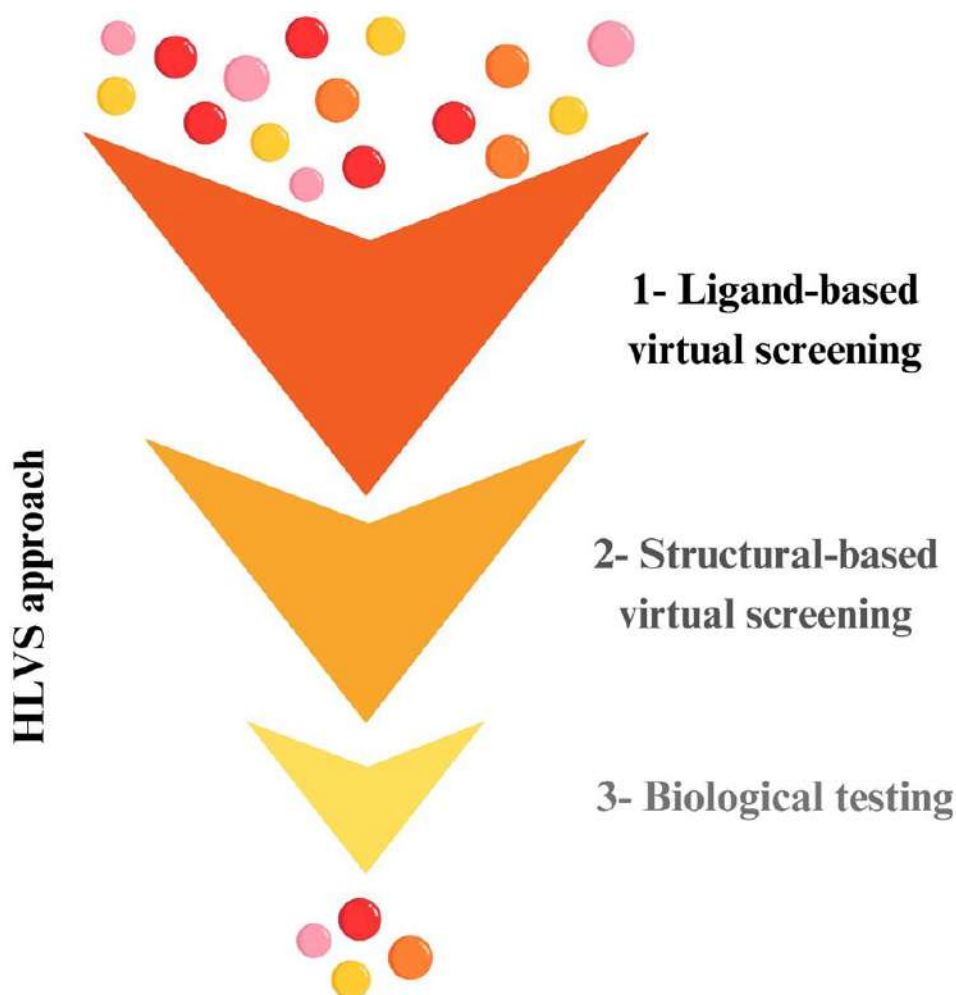 1- Ligand-based
virtual screening
HLVS approach
2- Structural-based
virtual screening
3- Biological testing